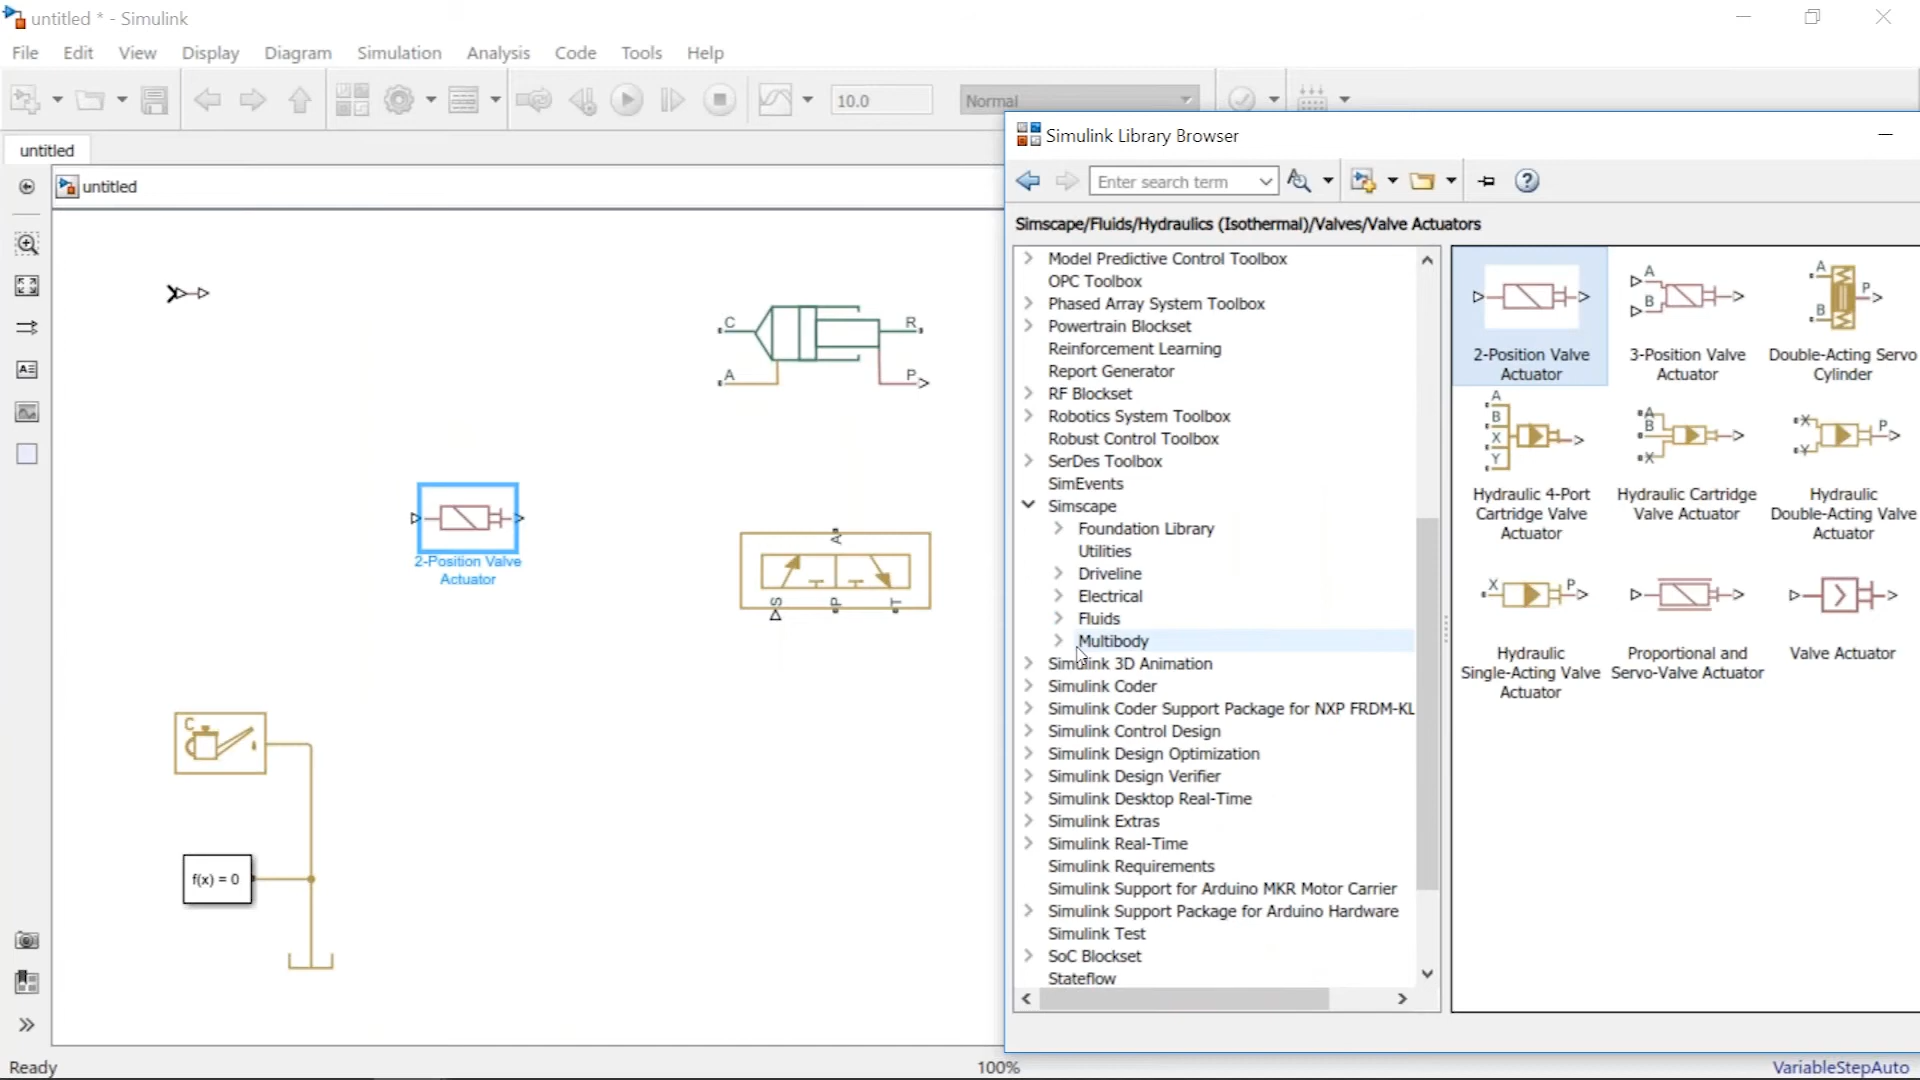 untitled * - Simulink
File Edit View Display Diagram Simulation Analysis Code Tools Help
10.0
Normal
untitled
untitled
C
R
A
P
2-Position Valve
Actuator
A
S
P
T
C
f(x) = 0
Ready
100%
VariableStepAuto
Simulink Library Browser
Enter search term
Simscape/Fluids/Hydraulics (Isothermal)/Valves/Valve Actuators
Model Predictive Control Toolbox
OPC Toolbox
Phased Array System Toolbox
Powertrain Blockset
Reinforcement Learning
Report Generator
RF Blockset
Robotics System Toolbox
Robust Control Toolbox
SerDes Toolbox
SimEvents
Simscape
Foundation Library
Utilities
Driveline
Electrical
Fluids
Multibody
Simulink 3D Animation
Simulink Coder
Simulink Coder Support Package for NXP FRDM-KL
Simulink Control Design
Simulink Design Optimization
Simulink Design Verifier
Simulink Desktop Real-Time
Simulink Extras
Simulink Real-Time
Simulink Requirements
Simulink Support for Arduino MKR Motor Carrier
Simulink Support Package for Arduino Hardware
Simulink Test
SoC Blockset
Stateflow
2-Position Valve
Actuator
A
B
3-Position Valve
Actuator
A
B
P
Double-Acting Servo
Cylinder
A
B
X
Y
Hydraulic 4-Port
Cartridge Valve
Actuator
A
B
X
Hydraulic Cartridge
Valve Actuator
X
Y
P
Hydraulic
Double-Acting Valve
Actuator
X
P
Hydraulic
Single-Acting Valve
Actuator
Proportional and
Servo-Valve Actuator
Valve Actuator